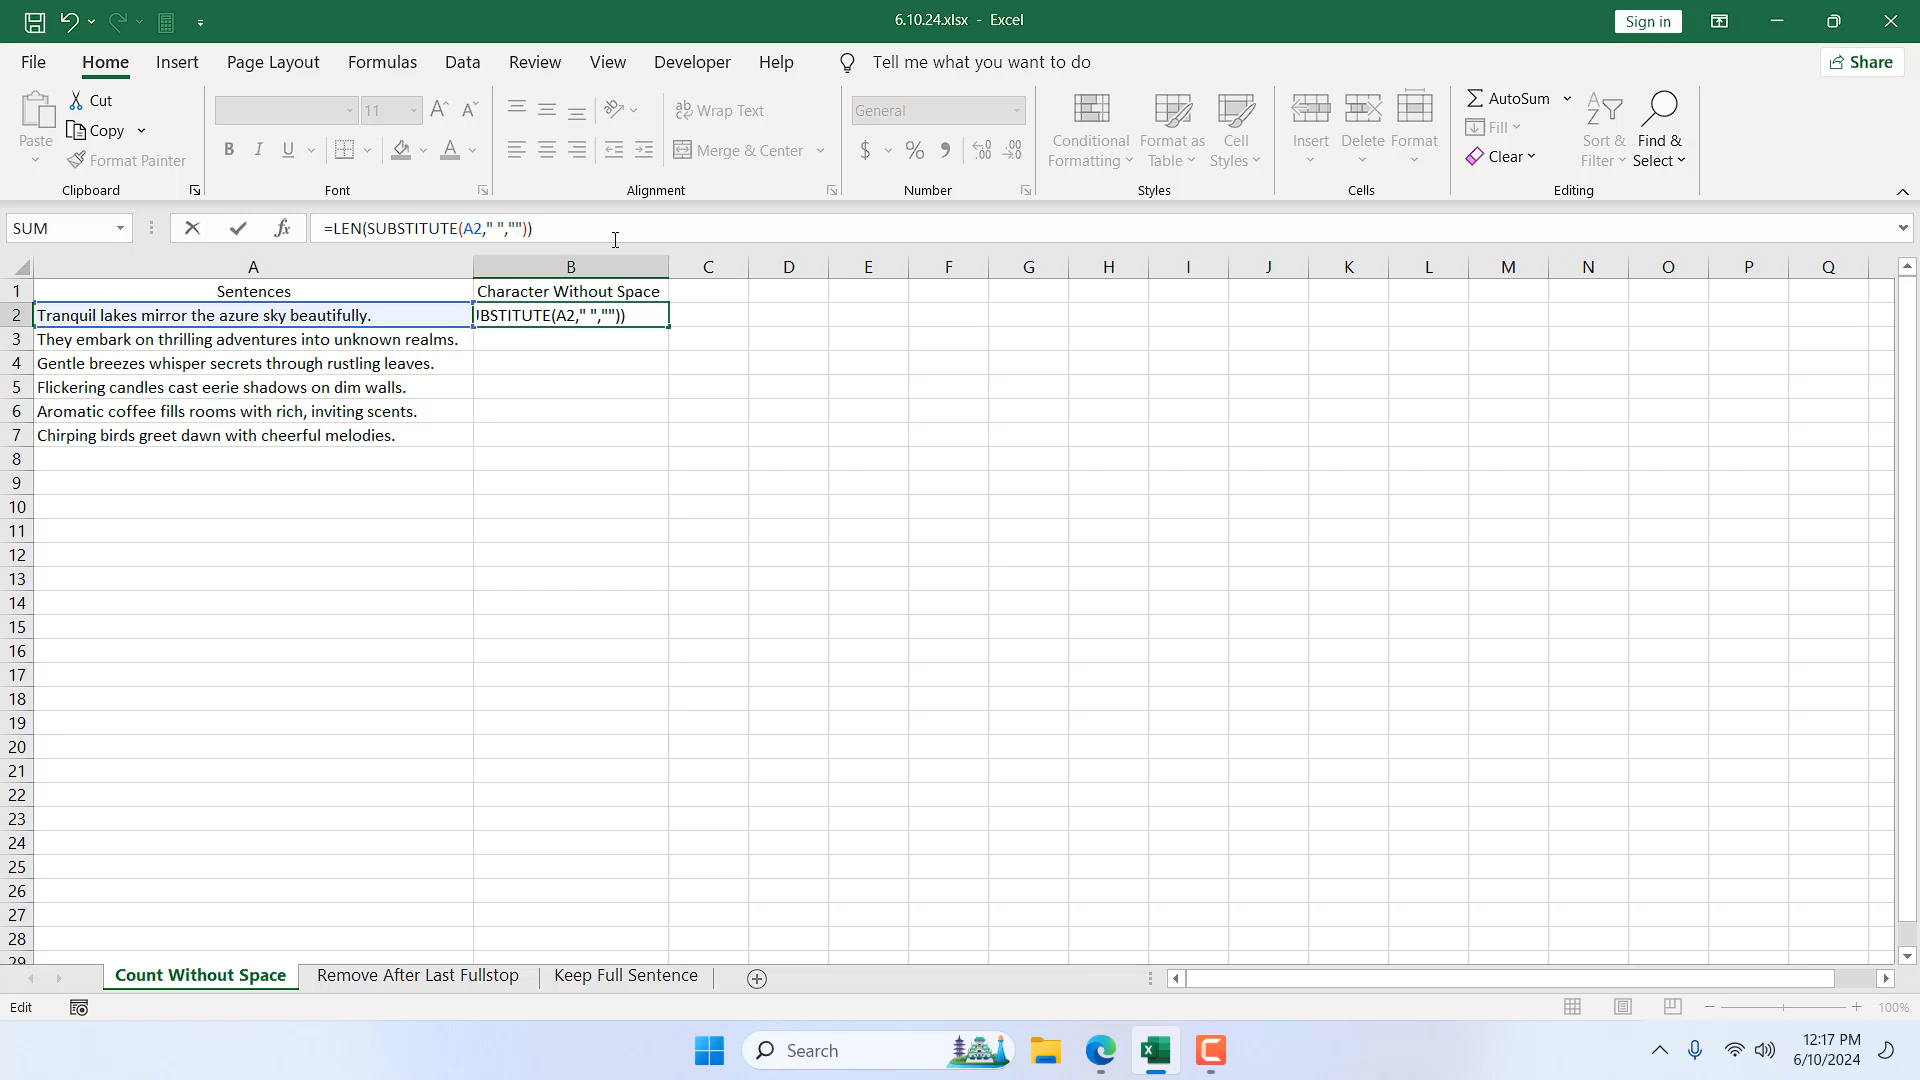 6.10.24.xlsx - Excel
Sign in
File Home Insert Page Layout Formulas Data Review View Developer Help Tell me what you want to do Share
Paste
Cut
Copy
Format Painter
Clipboard
11
B I U
Font
ab Wrap Text
Merge & Center
Alignment
General
$ % 9
Number
Conditional Formatting
Format as Table
Cell Styles
Styles
Insert Delete Format
Cells
AutoSum
Fill
Clear
Sort & Filter
Find & Select
Editing
SUM fx =LEN(SUBSTITUTE(A2," ",""))
A B C D E F G H I J K L M N O P Q
1 Sentences Character Without Space
2 Tranquil lakes mirror the azure sky beautifully. BSTITUTE(A2," ",""))
3 They embark on thrilling adventures into unknown realms.
4 Gentle breezes whisper secrets through rustling leaves.
5 Flickering candles cast eerie shadows on dim walls.
6 Aromatic coffee fills rooms with rich, inviting scents.
7 Chirping birds greet dawn with cheerful melodies.
8
9
10
11
12
13
14
15
16
17
18
19
20
21
22
23
24
25
26
27
28
29
Count Without Space Remove After Last Fullstop Keep Full Sentence
Edit 100%
Search
12:17 PM
6/10/2024